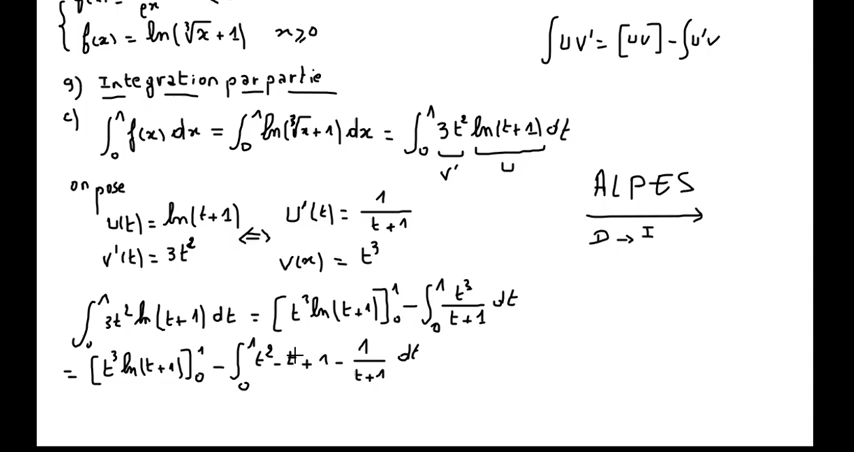 f(x) = ln(∛x + 1) x ≥ 0
∫uv' = [uv] - ∫u'v
9) Integration par partie
c) ∫₀¹ f(x) dx = ∫₀¹ ln(∛x + 1) dx = ∫₀¹ 3t² ln(t+1) dt
v' u
on pose
u(t) = ln(t+1) ⇔ u'(t) = 1/(t+1)
v'(t) = 3t² v(x) = t³
ALPES
D → I
∫₀¹ 3t² ln(t+1) dt = [t³ ln(t+1)]₀¹ - ∫₀¹ t³/(t+1) dt
= [t³ ln(t+1)]₀¹ - ∫₀¹ t² - t + 1 - 1/(t+1) dt